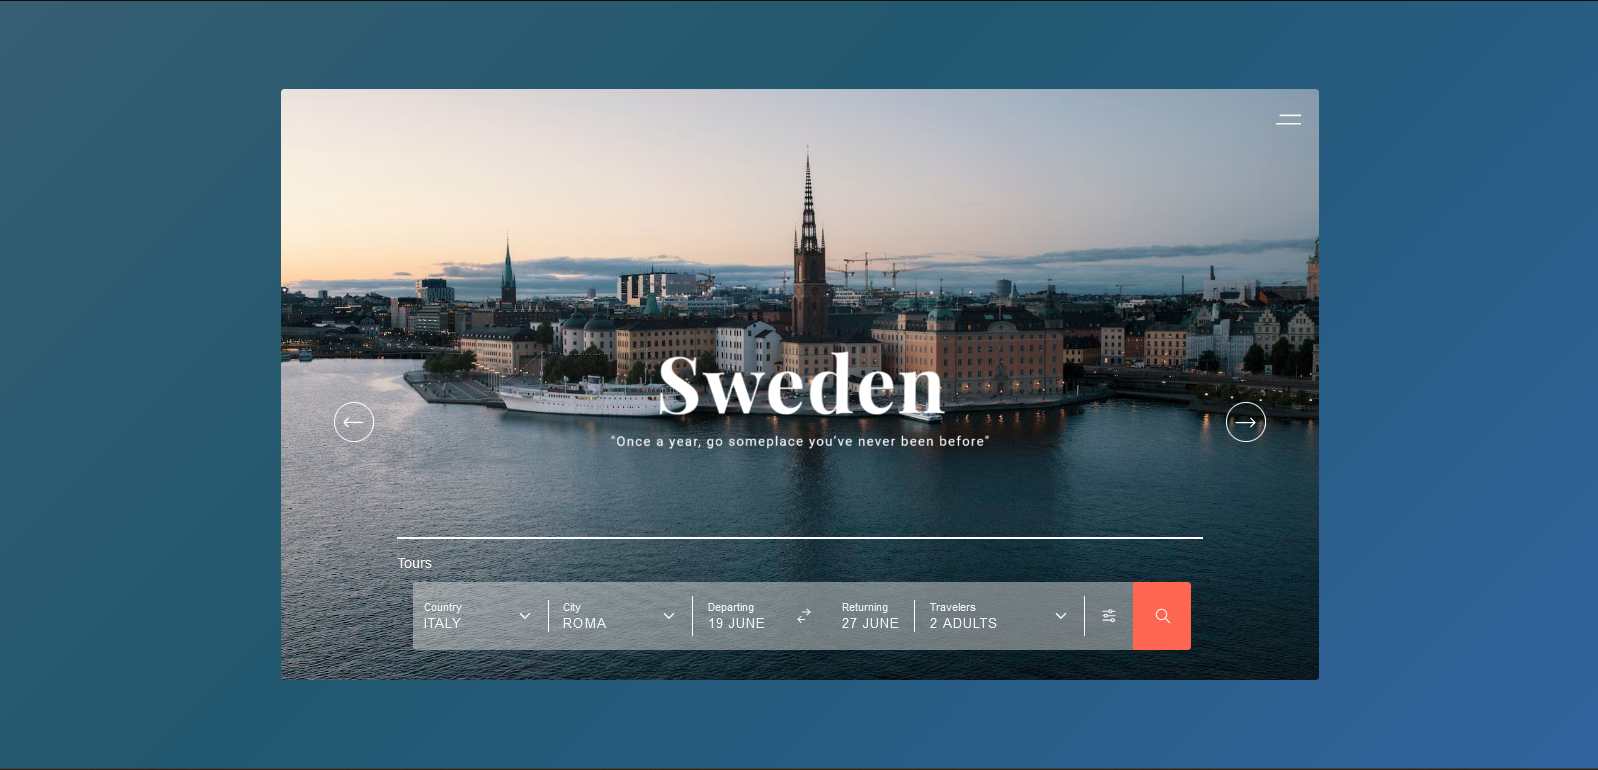 Sweden
"Once a year, go someplace you've never been before"
Tours
Country City Departing Returning Travelers
ITALY ROMA 19 JUNE 27 JUNE 2 ADULTS